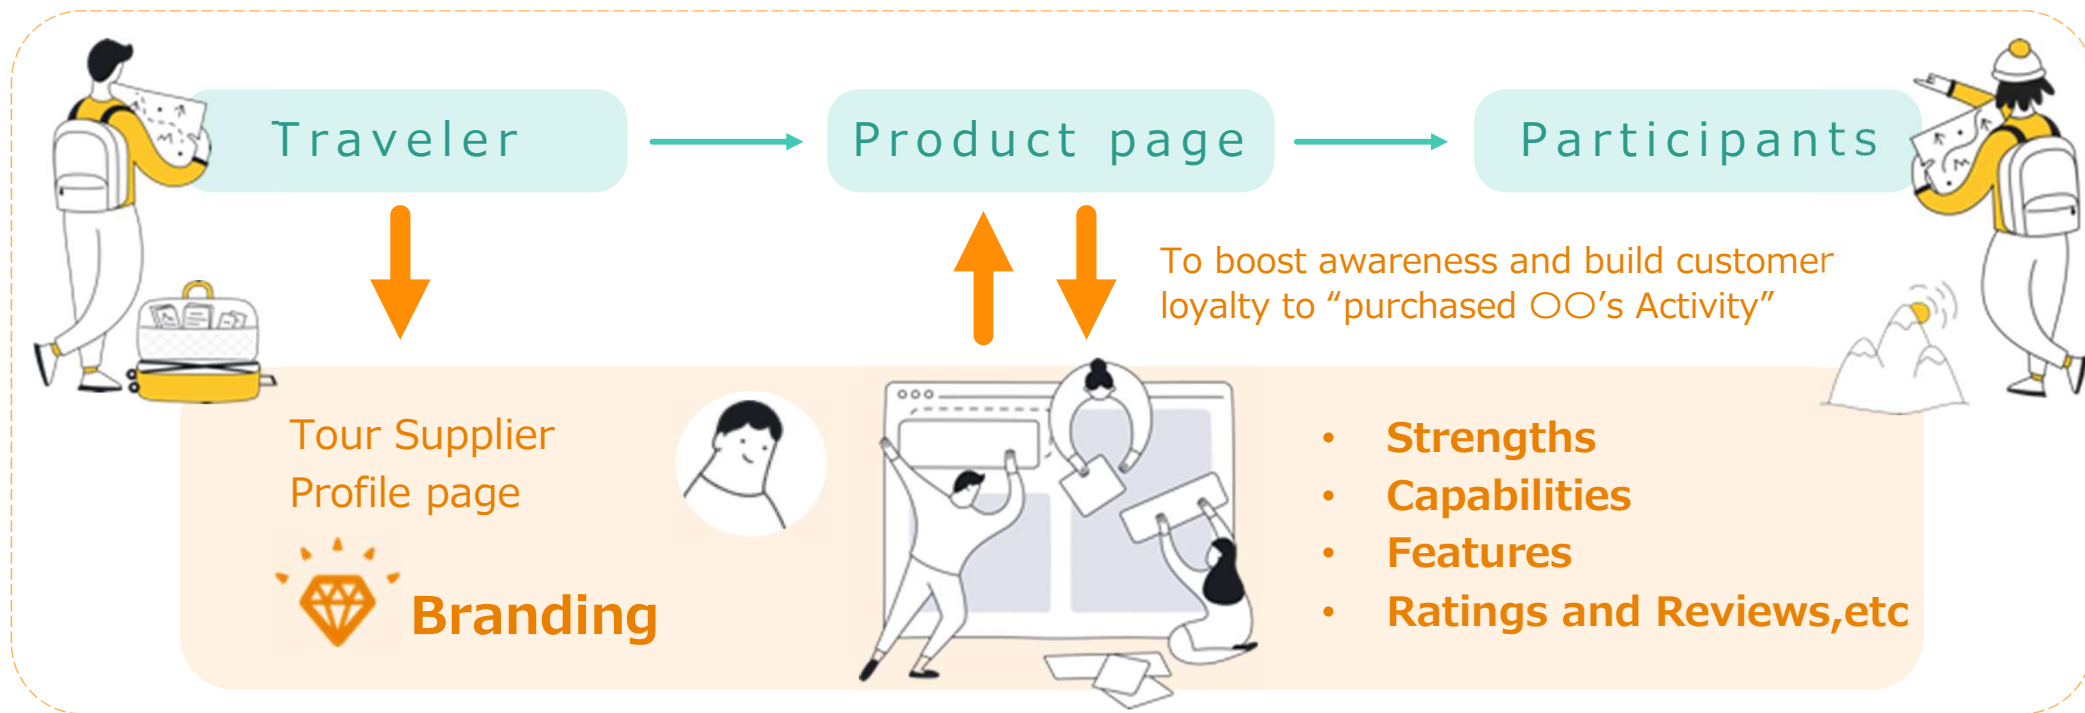 Traveler
Product page
Participants
To boost awareness and build customer
loyalty to “purchased 〇〇’s Activity”
Tour Supplier
Profile page
Branding
• Strengths
• Capabilities
• Features
• Ratings and Reviews,etc